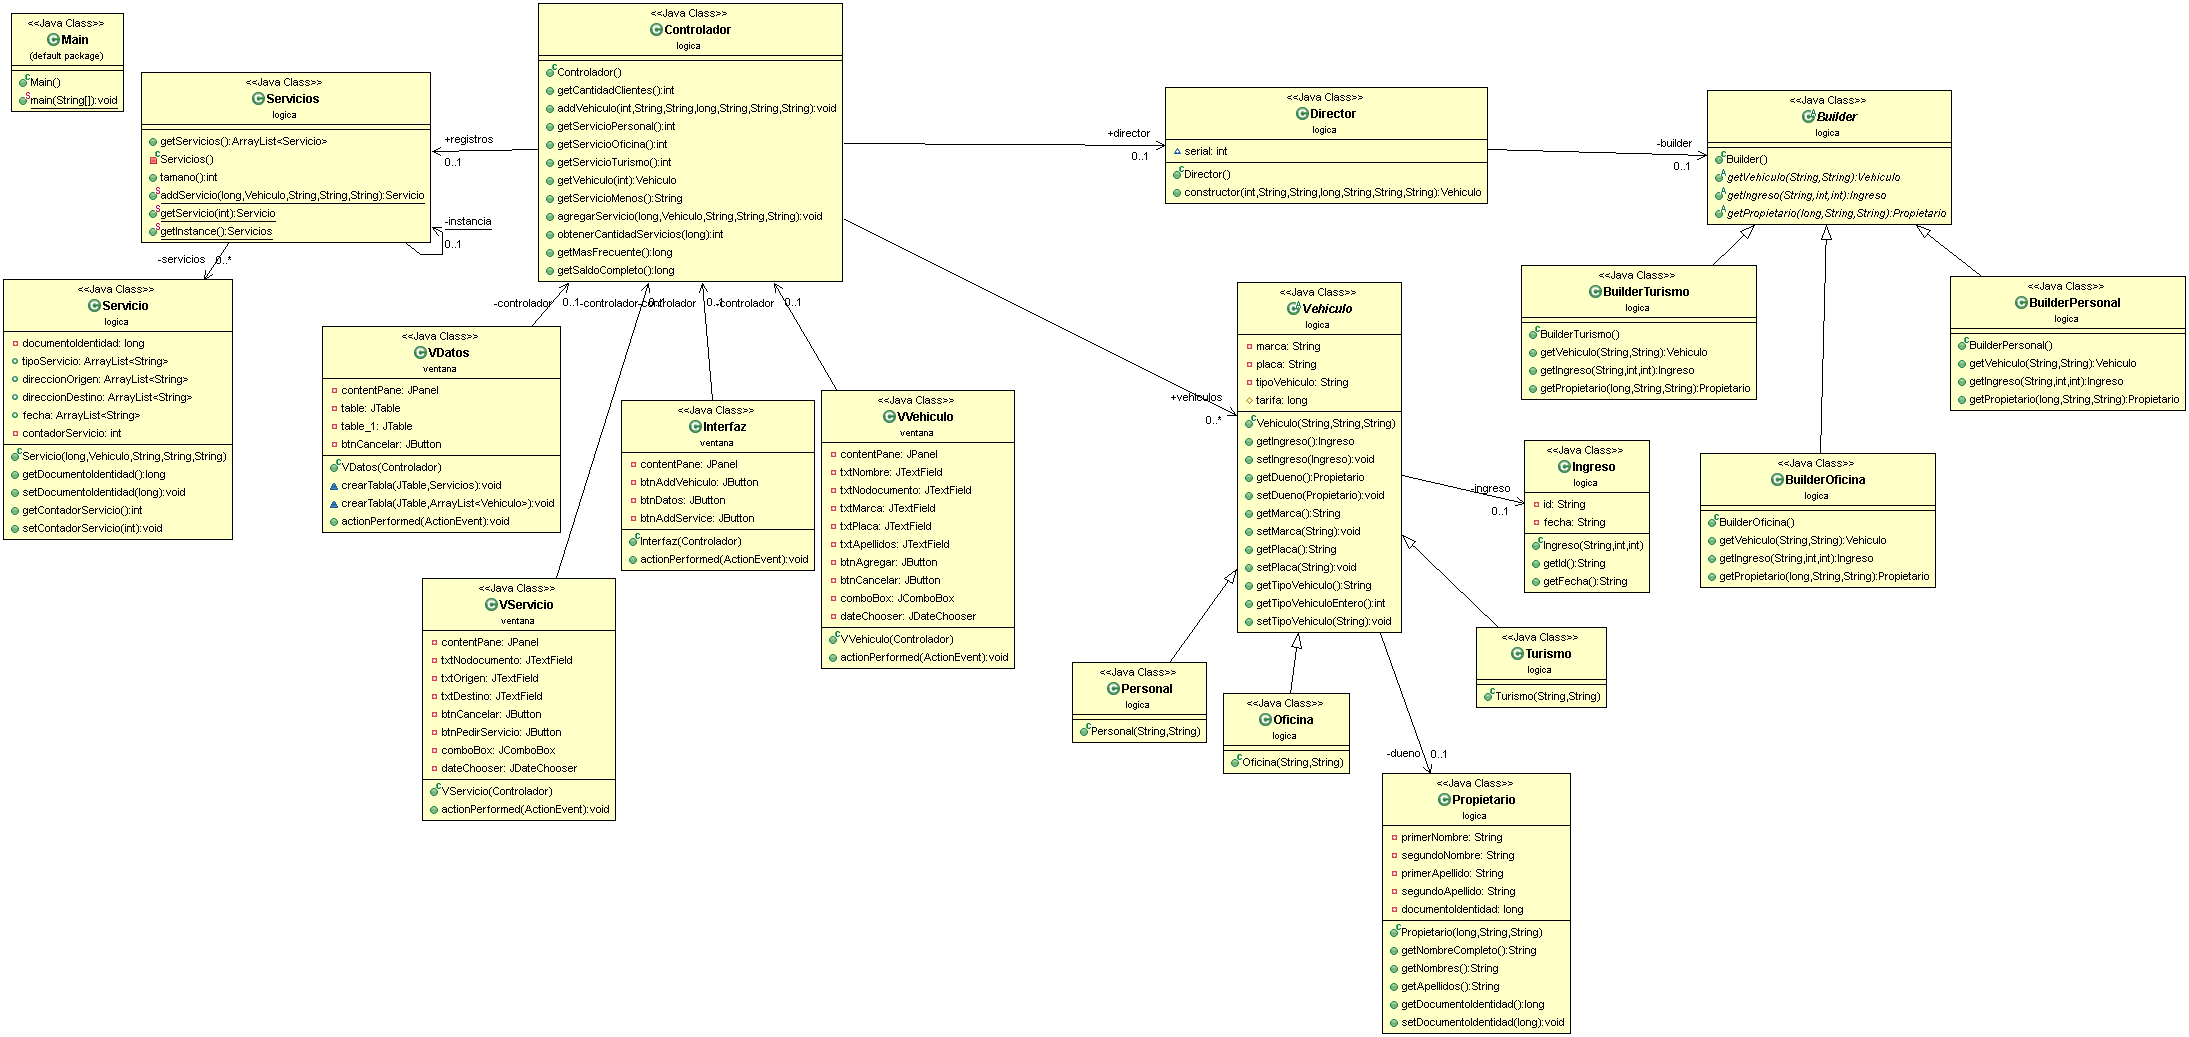 <<Java Class>>
Main
(default package)
Main()
main(String[]):void
<<Java Class>>
Servicios
logica
getServicios():ArrayList<Servicio>
Servicios()
tamano():int
addServicio(long,Vehiculo,String,String,String):Servicio
getServicio(int):Servicio
getInstance():Servicios
-instancia
0..1
-servicios
0..*
<<Java Class>>
Servicio
logica
documentoIdentidad: long
tipoServicio: ArrayList<String>
direccionOrigen: ArrayList<String>
direccionDestino: ArrayList<String>
fecha: ArrayList<String>
contadorServicio: int
Servicio(long,Vehiculo,String,String,String)
getDocumentoIdentidad():long
setDocumentoIdentidad(long):void
getContadorServicio():int
setContadorServicio(int):void
<<Java Class>>
Controlador
logica
Controlador()
getCantidadClientes():int
addVehiculo(int,String,String,long,String,String,String):void
getServicioPersonal():int
getServicioOficina():int
getServicioTurismo():int
getVehiculo(int):Vehiculo
getServicioMenos():String
agregarServicio(long,Vehiculo,String,String,String):void
obtenerCantidadServicios(long):int
getMasFrecuente():long
getSaldoCompleto():long
+registros
0..1
+director
0..1
+vehiculos
0..*
-controlador
0..1
-controlador
0..1
-controlador
0..1
-controlador
0..1
<<Java Class>>
VDatos
ventana
contentPane: JPanel
table: JTable
table_1: JTable
btnCancelar: JButton
VDatos(Controlador)
crearTabla(JTable,Servicios):void
crearTabla(JTable,ArrayList<Vehiculo>):void
actionPerformed(ActionEvent):void
<<Java Class>>
VServicio
ventana
contentPane: JPanel
txtNodocumento: JTextField
txtOrigen: JTextField
txtDestino: JTextField
btnCancelar: JButton
btnPedirServicio: JButton
comboBox: JComboBox
dateChooser: JDateChooser
VServicio(Controlador)
actionPerformed(ActionEvent):void
<<Java Class>>
Interfaz
ventana
contentPane: JPanel
btnAddVehiculo: JButton
btnDatos: JButton
btnAddService: JButton
Interfaz(Controlador)
actionPerformed(ActionEvent):void
<<Java Class>>
VVehiculo
ventana
contentPane: JPanel
txtNombre: JTextField
txtNodocumento: JTextField
txtMarca: JTextField
txtPlaca: JTextField
txtApellidos: JTextField
btnAgregar: JButton
btnCancelar: JButton
comboBox: JComboBox
dateChooser: JDateChooser
VVehiculo(Controlador)
actionPerformed(ActionEvent):void
<<Java Class>>
Director
logica
serial: int
Director()
constructor(int,String,String,long,String,String,String):Vehiculo
-builder
0..1
<<Java Class>>
Builder
logica
Builder()
getVehiculo(String,String):Vehiculo
getIngreso(String,int,int):Ingreso
getPropietario(long,String,String):Propietario
<<Java Class>>
BuilderTurismo
logica
BuilderTurismo()
getVehiculo(String,String):Vehiculo
getIngreso(String,int,int):Ingreso
getPropietario(long,String,String):Propietario
<<Java Class>>
BuilderPersonal
logica
BuilderPersonal()
getVehiculo(String,String):Vehiculo
getIngreso(String,int,int):Ingreso
getPropietario(long,String,String):Propietario
<<Java Class>>
BuilderOficina
logica
BuilderOficina()
getVehiculo(String,String):Vehiculo
getIngreso(String,int,int):Ingreso
getPropietario(long,String,String):Propietario
<<Java Class>>
Vehiculo
logica
marca: String
placa: String
tipoVehiculo: String
tarifa: long
Vehiculo(String,String,String)
getIngreso():Ingreso
setIngreso(Ingreso):void
getDueno():Propietario
setDueno(Propietario):void
getMarca():String
setMarca(String):void
getPlaca():String
setPlaca(String):void
getTipoVehiculo():String
getTipoVehiculoEntero():int
setTipoVehiculo(String):void
-ingreso
0..1
<<Java Class>>
Ingreso
logica
id: String
fecha: String
Ingreso(String,int,int)
getId():String
getFecha():String
<<Java Class>>
Personal
logica
Personal(String,String)
<<Java Class>>
Oficina
logica
Oficina(String,String)
<<Java Class>>
Turismo
logica
Turismo(String,String)
-dueno
0..1
<<Java Class>>
Propietario
logica
primerNombre: String
segundoNombre: String
primerApellido: String
segundoApellido: String
documentoIdentidad: long
Propietario(long,String,String)
getNombreCompleto():String
getNombres():String
getApellidos():String
getDocumentoIdentidad():long
setDocumentoIdentidad(long):void